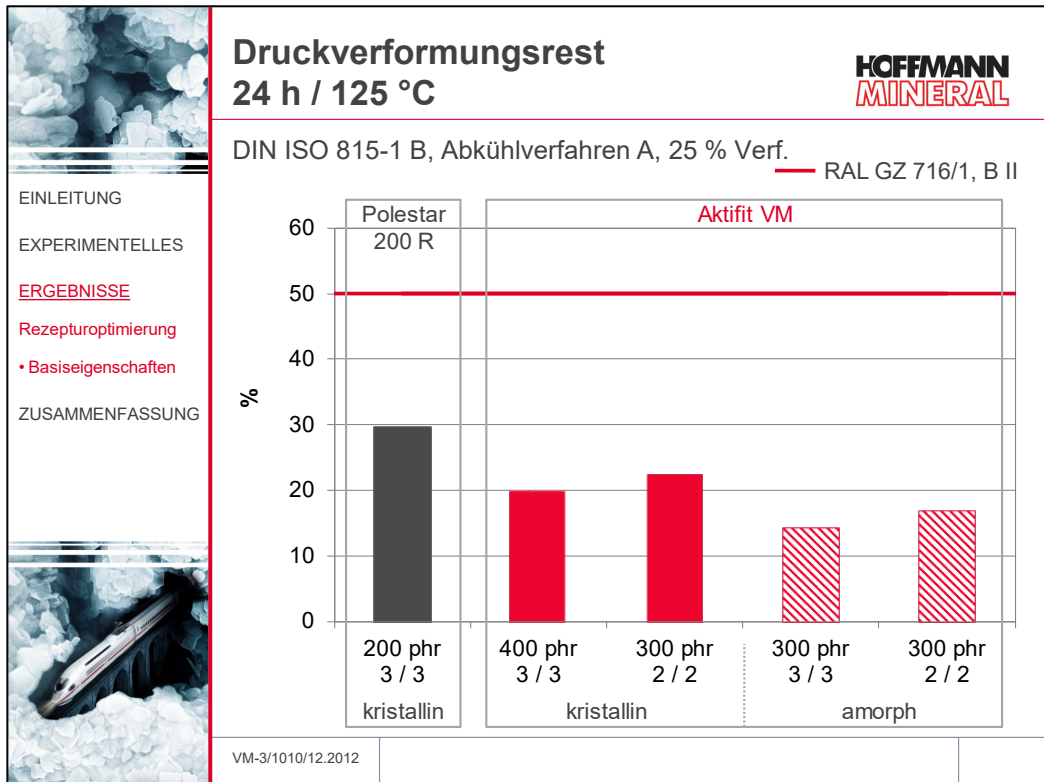 Druckverformungsrest
24 h / 125 °C
HOFFMANN
MINERAL
DIN ISO 815-1 B, Abkühlverfahren A, 25 % Verf.
RAL GZ 716/1, B II
EINLEITUNG
EXPERIMENTELLES
ERGEBNISSE
Rezepturoptimierung
• Basiseigenschaften
ZUSAMMENFASSUNG
Polestar
200 R
Aktifit VM
%
60
50
40
30
20
10
0
200 phr 400 phr 300 phr 300 phr 300 phr
3 / 3 3 / 3 2 / 2 3 / 3 2 / 2
kristallin kristallin amorph
VM-3/1010/12.2012